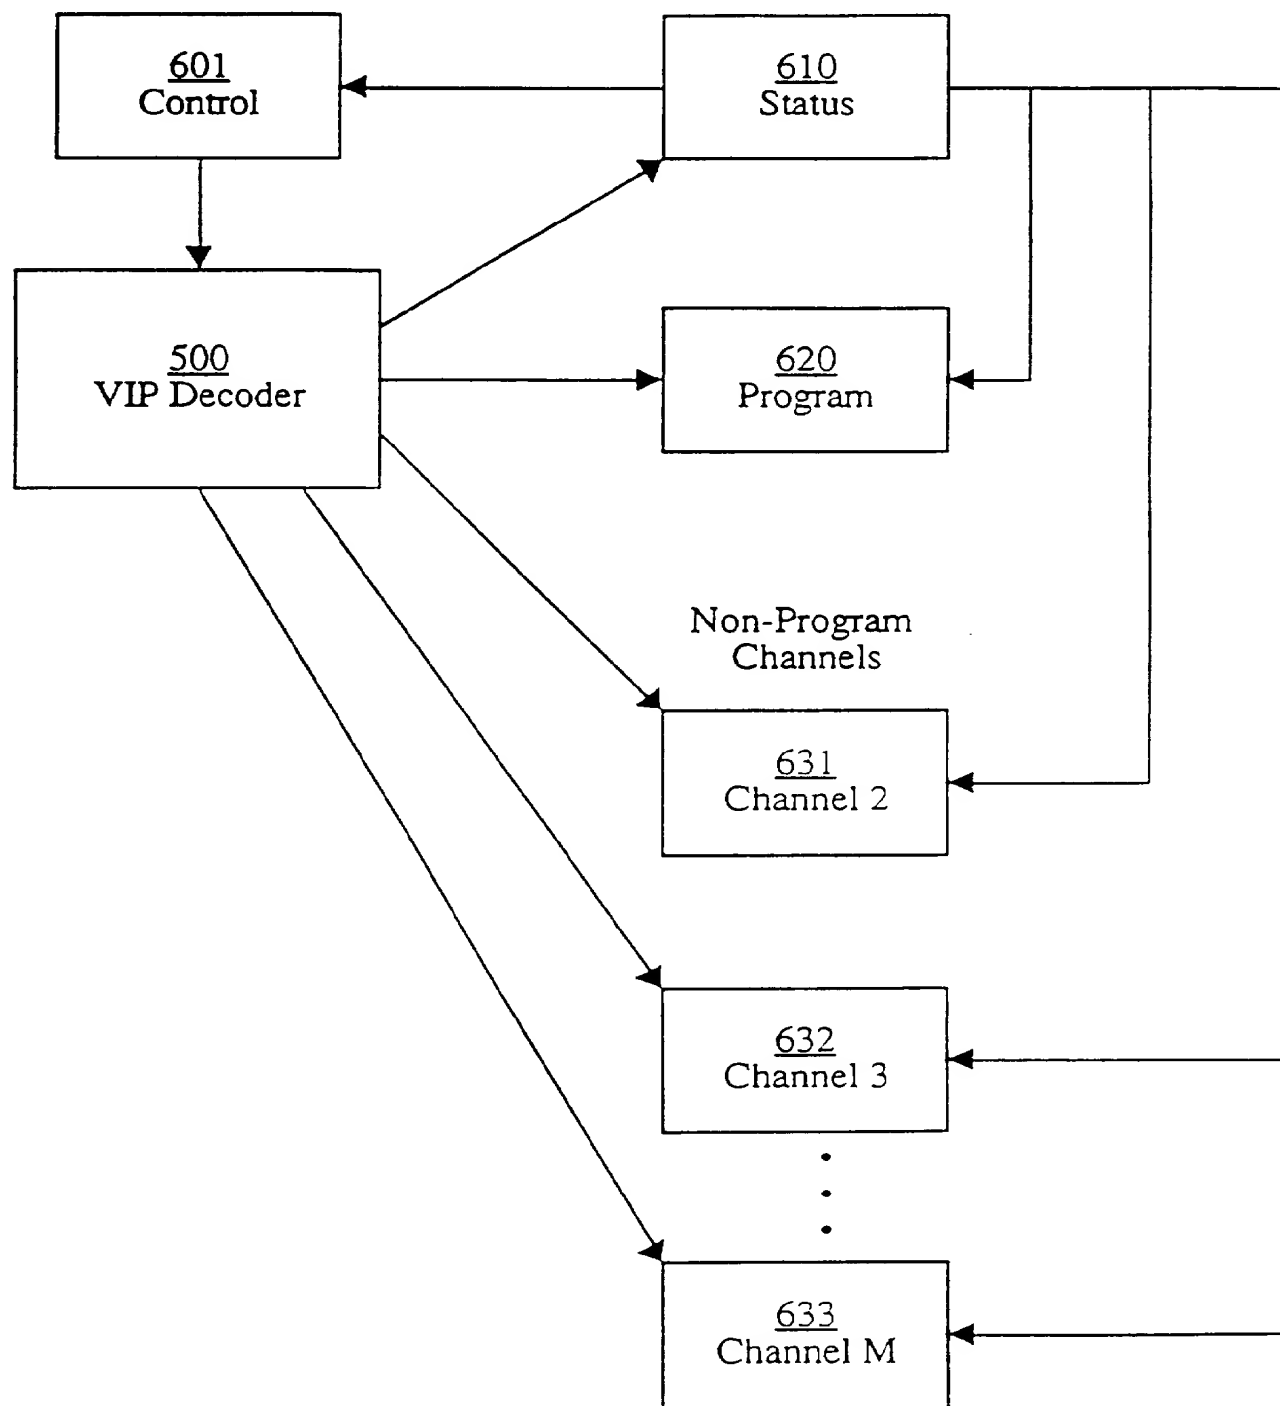 601
Control
610
Status
500
VIP Decoder
620
Program
Non-Program
Channels
631
Channel 2
632
Channel 3
633
Channel M